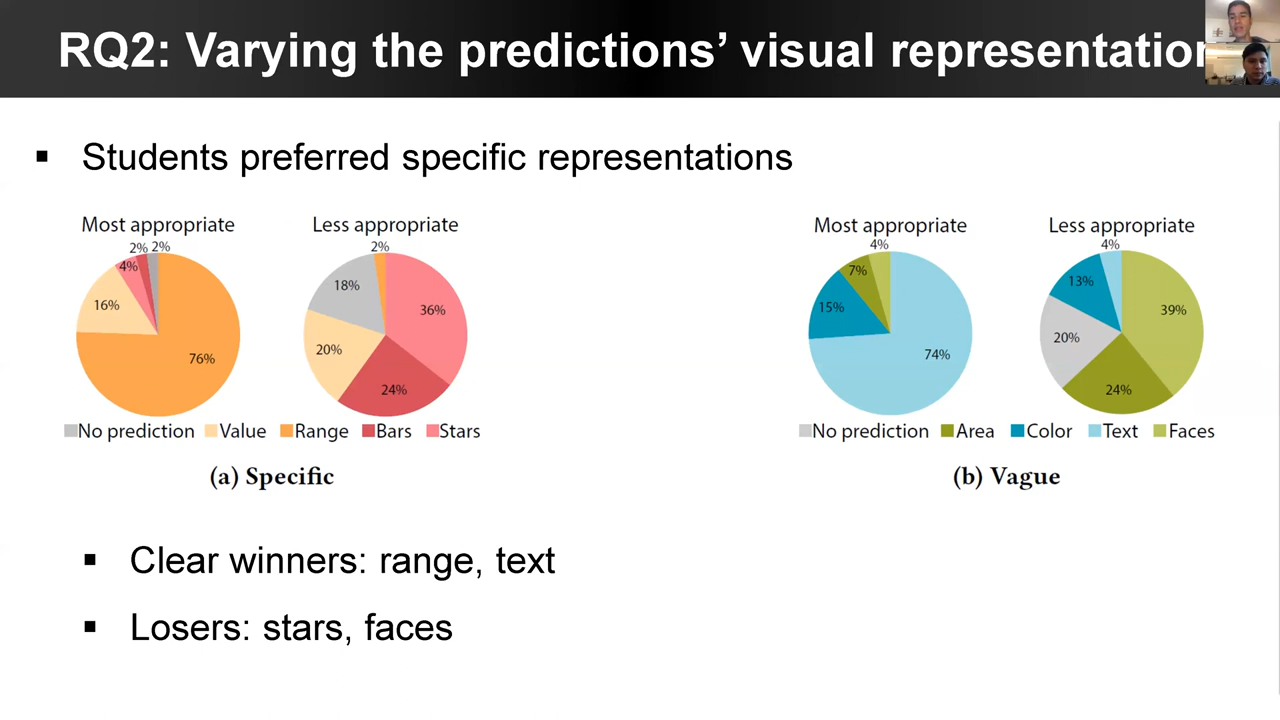 RQ2: Varying the predictions’ visual representation
▪ Students preferred specific representations
Most appropriate
2% 2%
4%
16%
76%
Less appropriate
2%
18%
36%
20%
24%
No prediction Value Range Bars Stars
(a) Specific
Most appropriate
4%
7%
15%
74%
Less appropriate
4%
13%
39%
20%
24%
No prediction Area Color Text Faces
(b) Vague
▪ Clear winners: range, text
▪ Losers: stars, faces